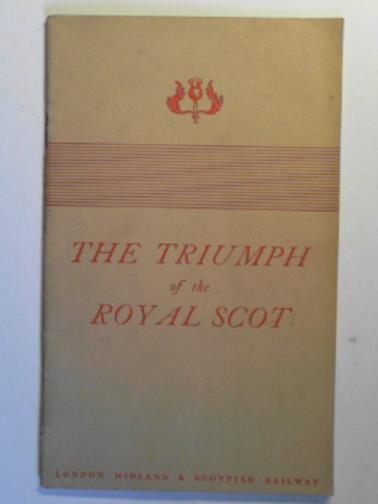 THE TRIUMPH
of the
ROYAL SCOT
LONDON MIDLAND & SCOTTISH RAILWAY